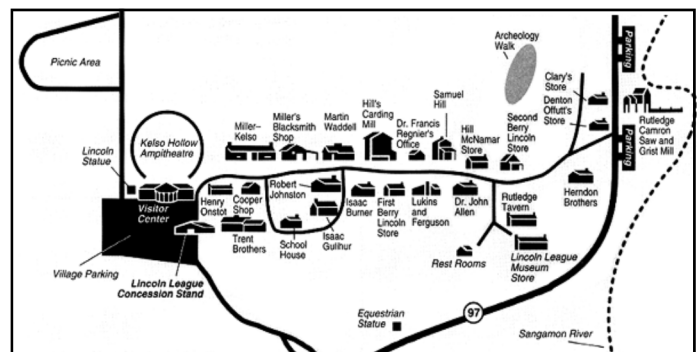 Picnic Area
Archeology
Walk
Parking
Clary's
Store
Denton
Offutt's
Store
Rutledge
Camron
Saw and
Grist Mill
Parking
Lincoln
Statue
Kelso Hollow
Ampitheatre
Miller–
Kelso
Miller's
Blacksmith
Shop
Martin
Waddell
Hill's
Carding
Mill
Dr. Francis
Regnier's
Office
Samuel
Hill
Hill
McNamar
Store
Second
Berry
Lincoln
Store
Visitor
Center
Henry
Onstot
Cooper
Shop
Trent
Brothers
Robert
Johnston
School
House
Isaac
Gulihur
Isaac
Burner
First
Berry
Lincoln
Store
Lukins
and
Ferguson
Dr. John
Allen
Rutledge
Tavern
Herndon
Brothers
Rest Rooms
Lincoln League
Museum
Store
Village Parking
Lincoln League
Concession Stand
Equestrian
Statue
97
Sangamon River